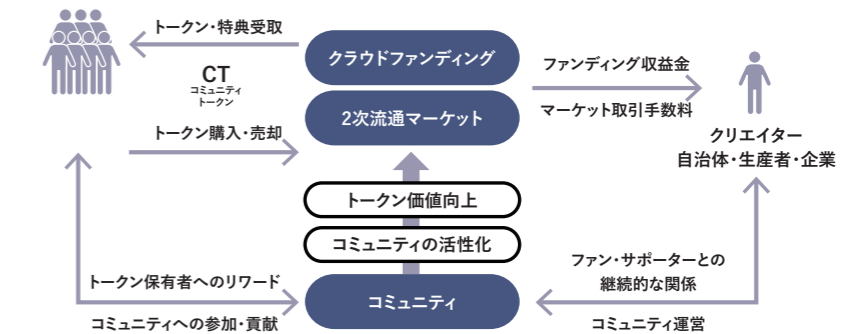 トークン・特典受取
クラウドファンディング
ファンディング収益金
CT
コミュニティ
トークン
2次流通マーケット
マーケット取引手数料
トークン購入・売却
クリエイター
自治体・生産者・企業
トークン価値向上
コミュニティの活性化
ファン・サポーターとの
継続的な関係
トークン保有者へのリワード
コミュニティ
コミュニティへの参加・貢献
コミュニティ運営